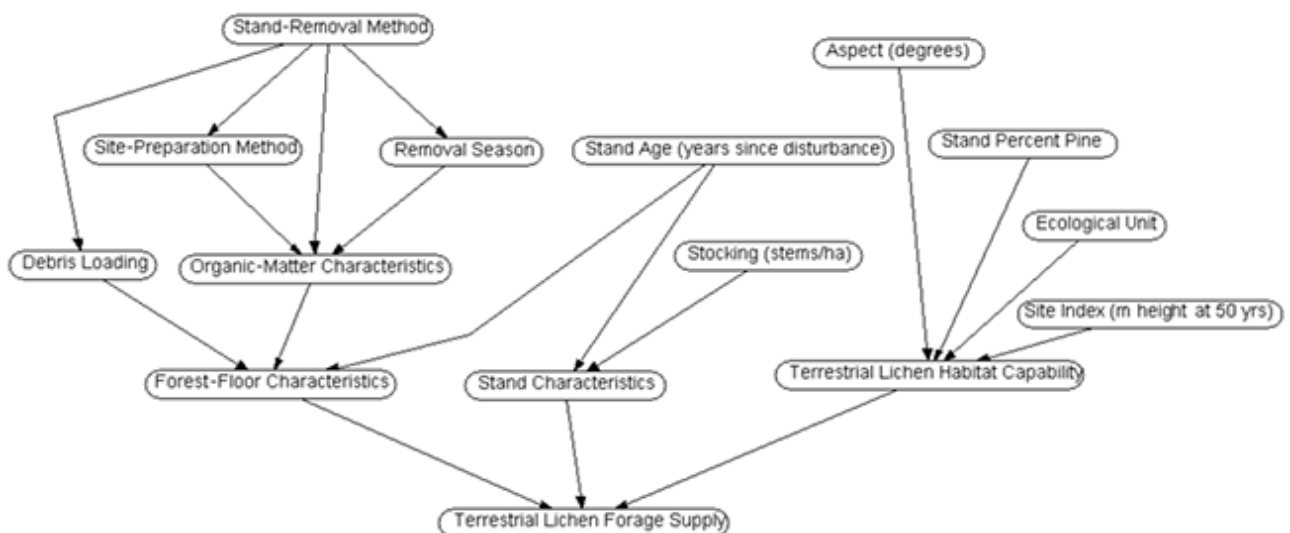 Stand-Removal Method
Aspect (degrees)
Site-Preparation Method
Removal Season
Stand Age (years since disturbance)
Stand Percent Pine
Ecological Unit
Debris Loading
Organic-Matter Characteristics
Stocking (stems/ha)
Site Index (m height at 50 yrs)
Forest-Floor Characteristics
Stand Characteristics
Terrestrial Lichen Habitat Capability
Terrestrial Lichen Forage Supply